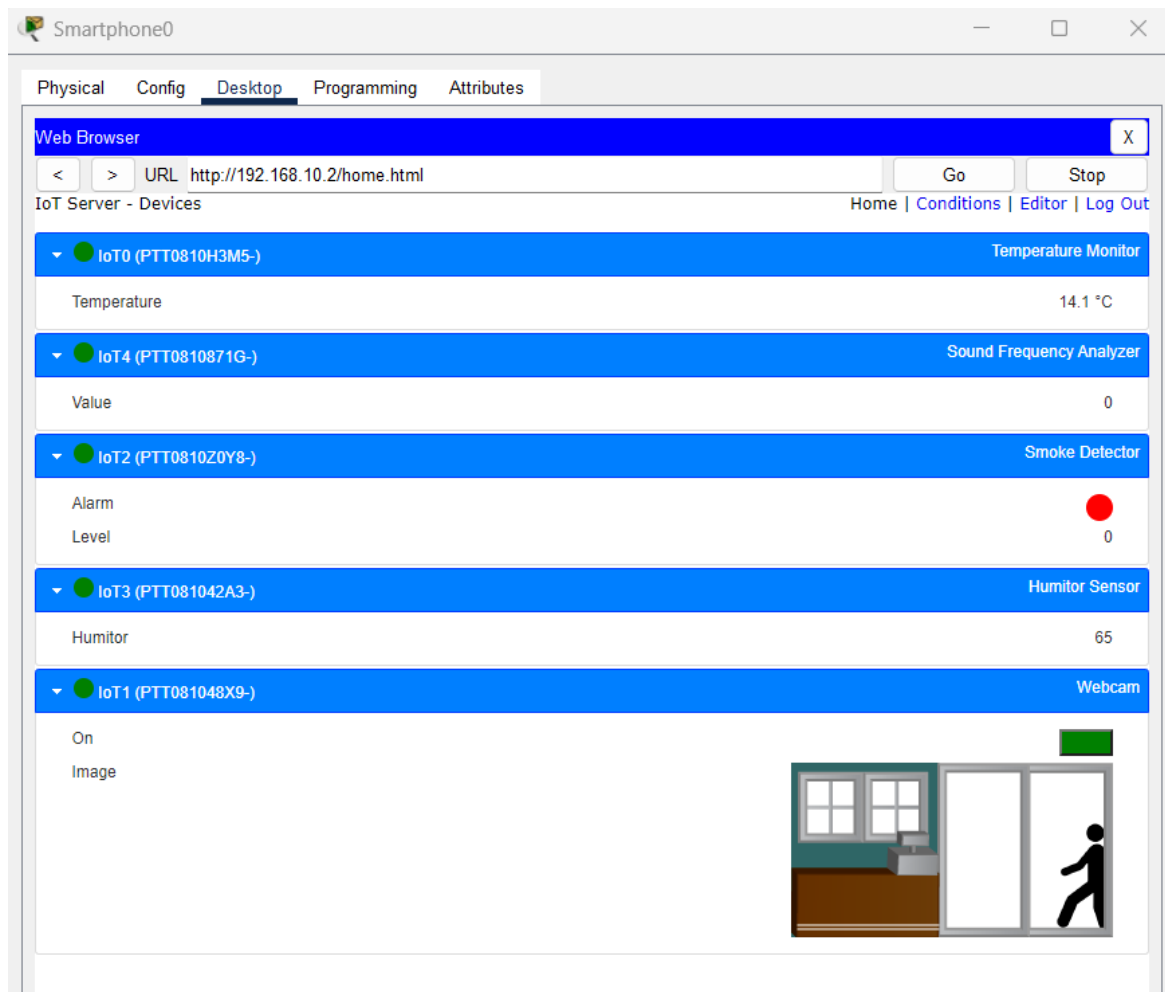 Smartphone0
Physical Config Desktop Programming Attributes
Web Browser X
< > URL http://192.168.10.2/home.html Go Stop
IoT Server - Devices Home | Conditions | Editor | Log Out
IoT0 (PTT0810H3M5-) Temperature Monitor
Temperature 14.1 °C
IoT4 (PTT0810871G-) Sound Frequency Analyzer
Value 0
IoT2 (PTT0810Z0Y8-) Smoke Detector
Alarm
Level 0
IoT3 (PTT081042A3-) Humitor Sensor
Humitor 65
IoT1 (PTT081048X9-) Webcam
On
Image